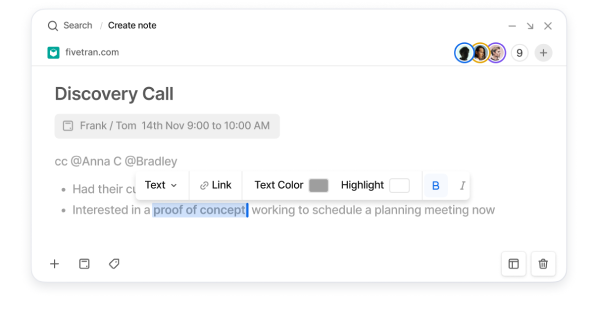 Search / Create note
fivetran.com
9 +
Discovery Call
Frank / Tom 14th Nov 9:00 to 10:00 AM
cc @Anna C @Bradley
Text Link Text Color Highlight B I
• Had their
• Interested in a proof of concept working to schedule a planning meeting now